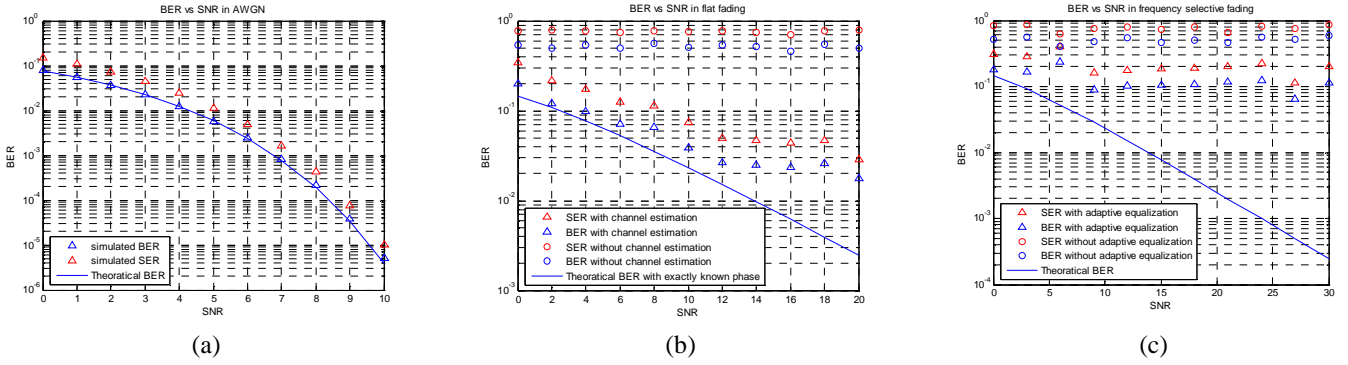 BER vs SNR in AWGN
10^0
10^-1
10^-2
10^-3
10^-4
10^-5
10^-6
BER
simulated BER
simulated SER
Theoratical BER
0 1 2 3 4 5 6 7 8 9 10
SNR
(a)
BER vs SNR in flat fading
10^0
10^-1
10^-2
10^-3
BER
SER with channel estimation
BER with channel estimation
SER without channel estimation
BER without channel estimation
Theoratical BER with exactly known phase
0 2 4 6 8 10 12 14 16 18 20
SNR
(b)
BER vs SNR in frequency selective fading
10^0
10^-1
10^-2
10^-3
10^-4
BER
SER with adaptive equalization
BER with adaptive equalization
SER without adaptive equalization
BER without adaptive equalization
Theoratical BER
0 5 10 15 20 25 30
SNR
(c)